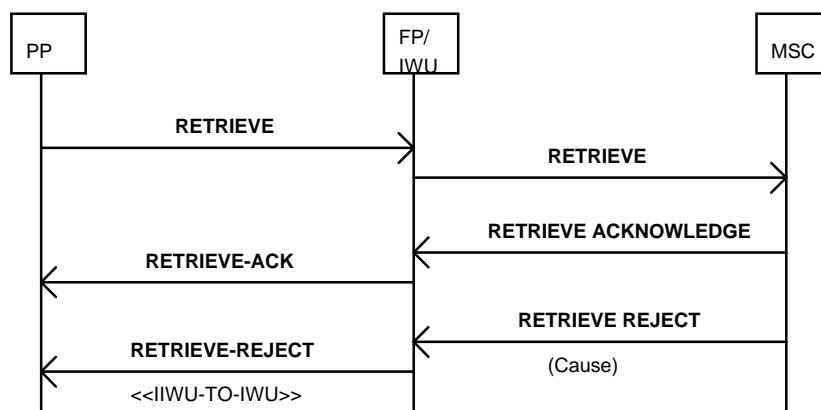 PP
FP/
IWU
MSC
RETRIEVE
RETRIEVE
RETRIEVE ACKNOWLEDGE
RETRIEVE-ACK
RETRIEVE REJECT
RETRIEVE-REJECT
(Cause)
<<IIWU-TO-IWU>>